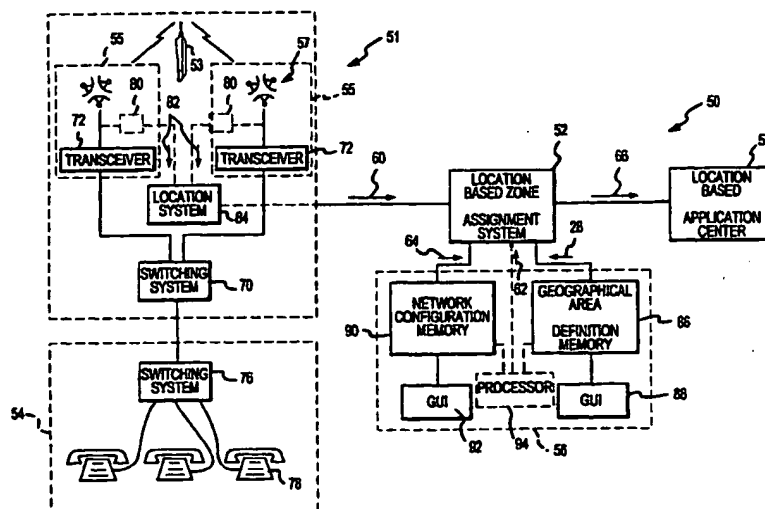 51
55
53
57
80
82
80
55
50
72
TRANSCEIVER
TRANSCEIVER
72
52
60
LOCATION
BASED ZONE
ASSIGNMENT
SYSTEM
66
LOCATION
BASED
APPLICATION
CENTER
LOCATION
SYSTEM
84
64
62
28
SWITCHING
SYSTEM
70
90
NETWORK
CONFIGURATION
MEMORY
GEOGRAPHICAL
AREA
DEFINITION
MEMORY
86
54
SWITCHING
SYSTEM
76
GUI
92
PROCESSOR
94
GUI
88
56
78